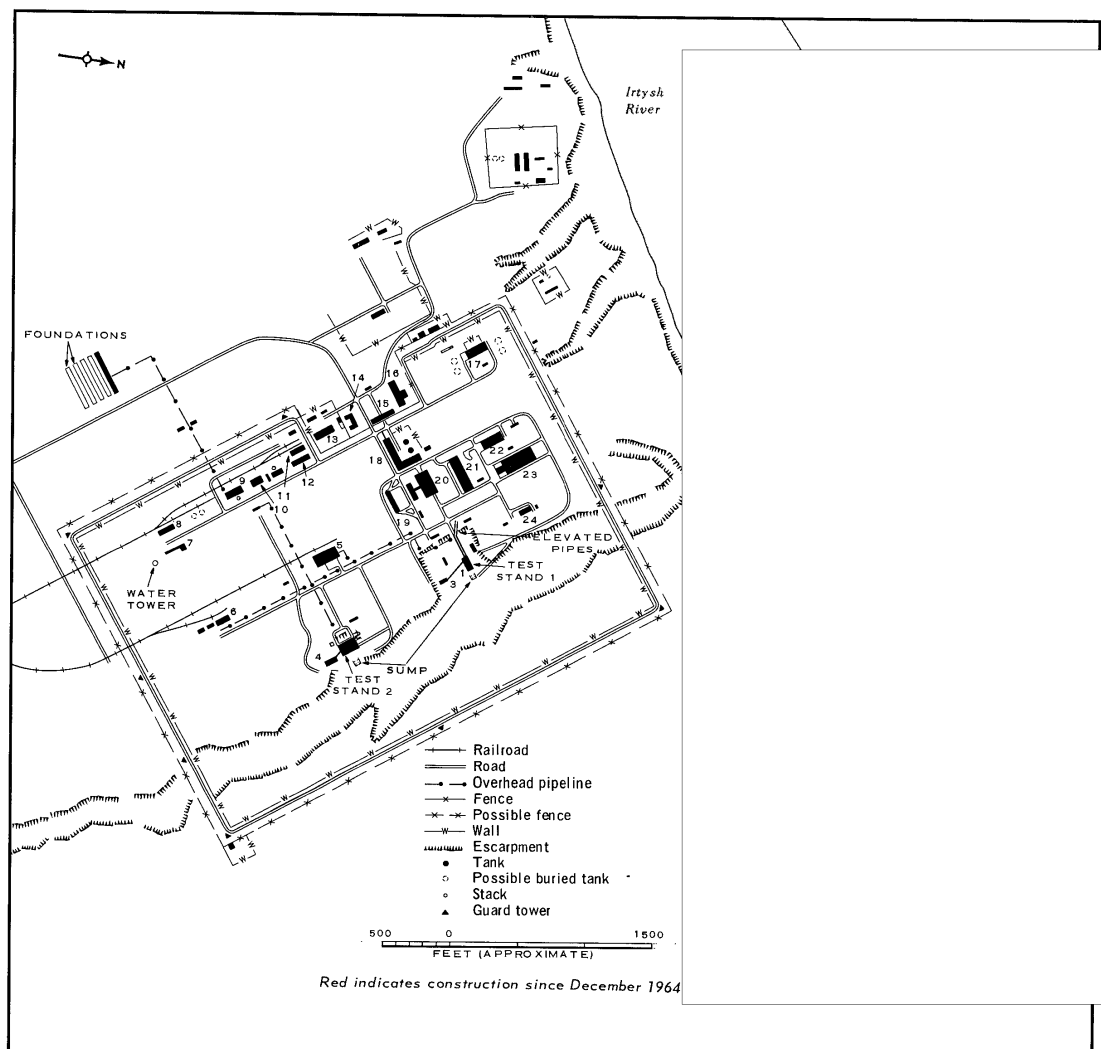 N
Irtysh
River
FOUNDATIONS
17
16
14
15
13
18
22
21
23
20
12
9
11
10
19
24
8
7
5
ELEVATED
PIPES
TEST
STAND 1
1
3
WATER
TOWER
6
4
SUMP
TEST
STAND 2
Railroad
Road
Overhead pipeline
Fence
Possible fence
W Wall
Escarpment
Tank
Possible buried tank
Stack
Guard tower
500 0 1500
FEET (APPROXIMATE)
Red indicates construction since December 1964